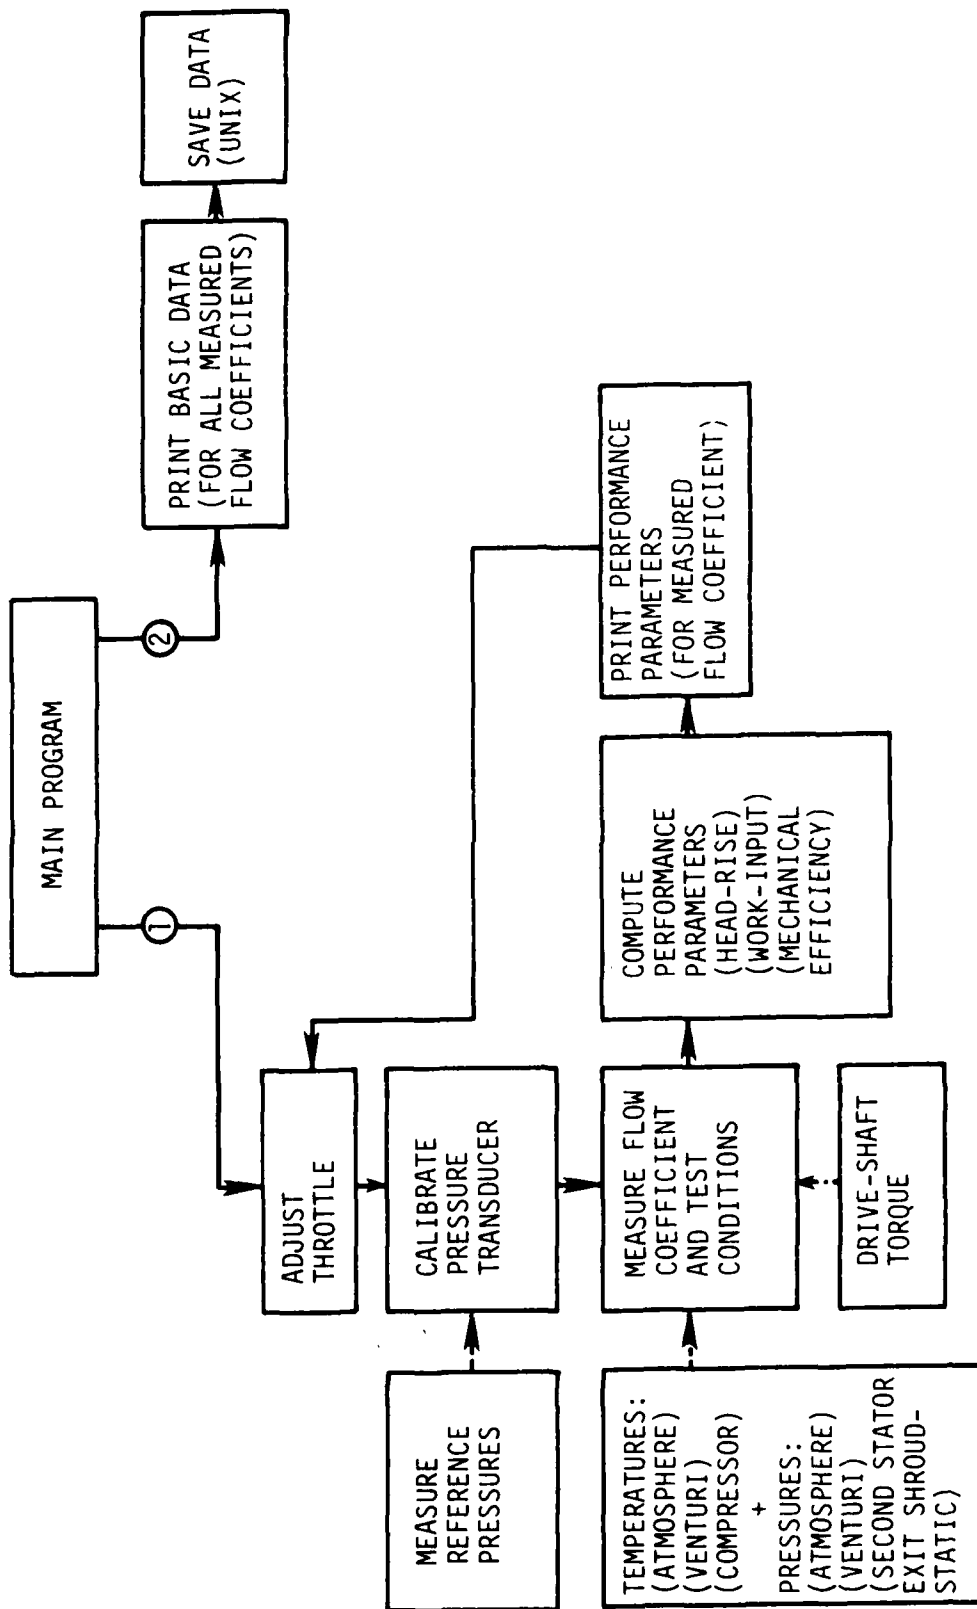 MAIN PROGRAM
1
2
PRINT BASIC DATA
(FOR ALL MEASURED
FLOW COEFFICIENTS)
SAVE DATA
(UNIX)
ADJUST
THROTTLE
MEASURE
REFERENCE
PRESSURES
CALIBRATE
PRESSURE
TRANSDUCER
TEMPERATURES:
(ATMOSPHERE)
(VENTURI)
(COMPRESSOR)
+
PRESSURES:
(ATMOSPHERE)
(VENTURI)
(SECOND STATOR
EXIT SHROUD-
STATIC)
MEASURE FLOW
COEFFICIENT
AND TEST
CONDITIONS
COMPUTE
PERFORMANCE
PARAMETERS
(HEAD-RISE)
(WORK-INPUT)
(MECHANICAL
EFFICIENCY)
PRINT PERFORMANCE
PARAMETERS
(FOR MEASURED
FLOW COEFFICIENT)
DRIVE-SHAFT
TORQUE